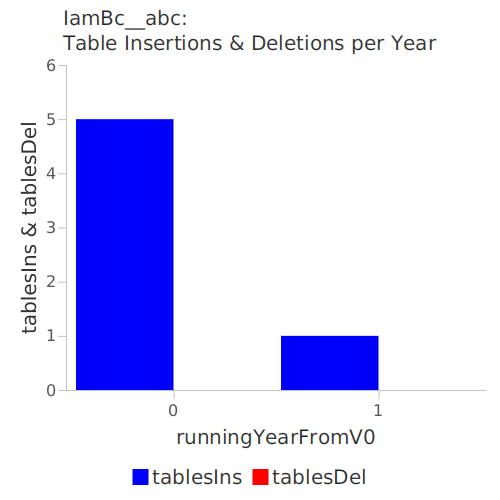 IamBc__abc:
Table Insertions & Deletions per Year
tablesIns & tablesDel
6
5
4
3
2
1
0
0 1
runningYearFromV0
tablesIns tablesDel